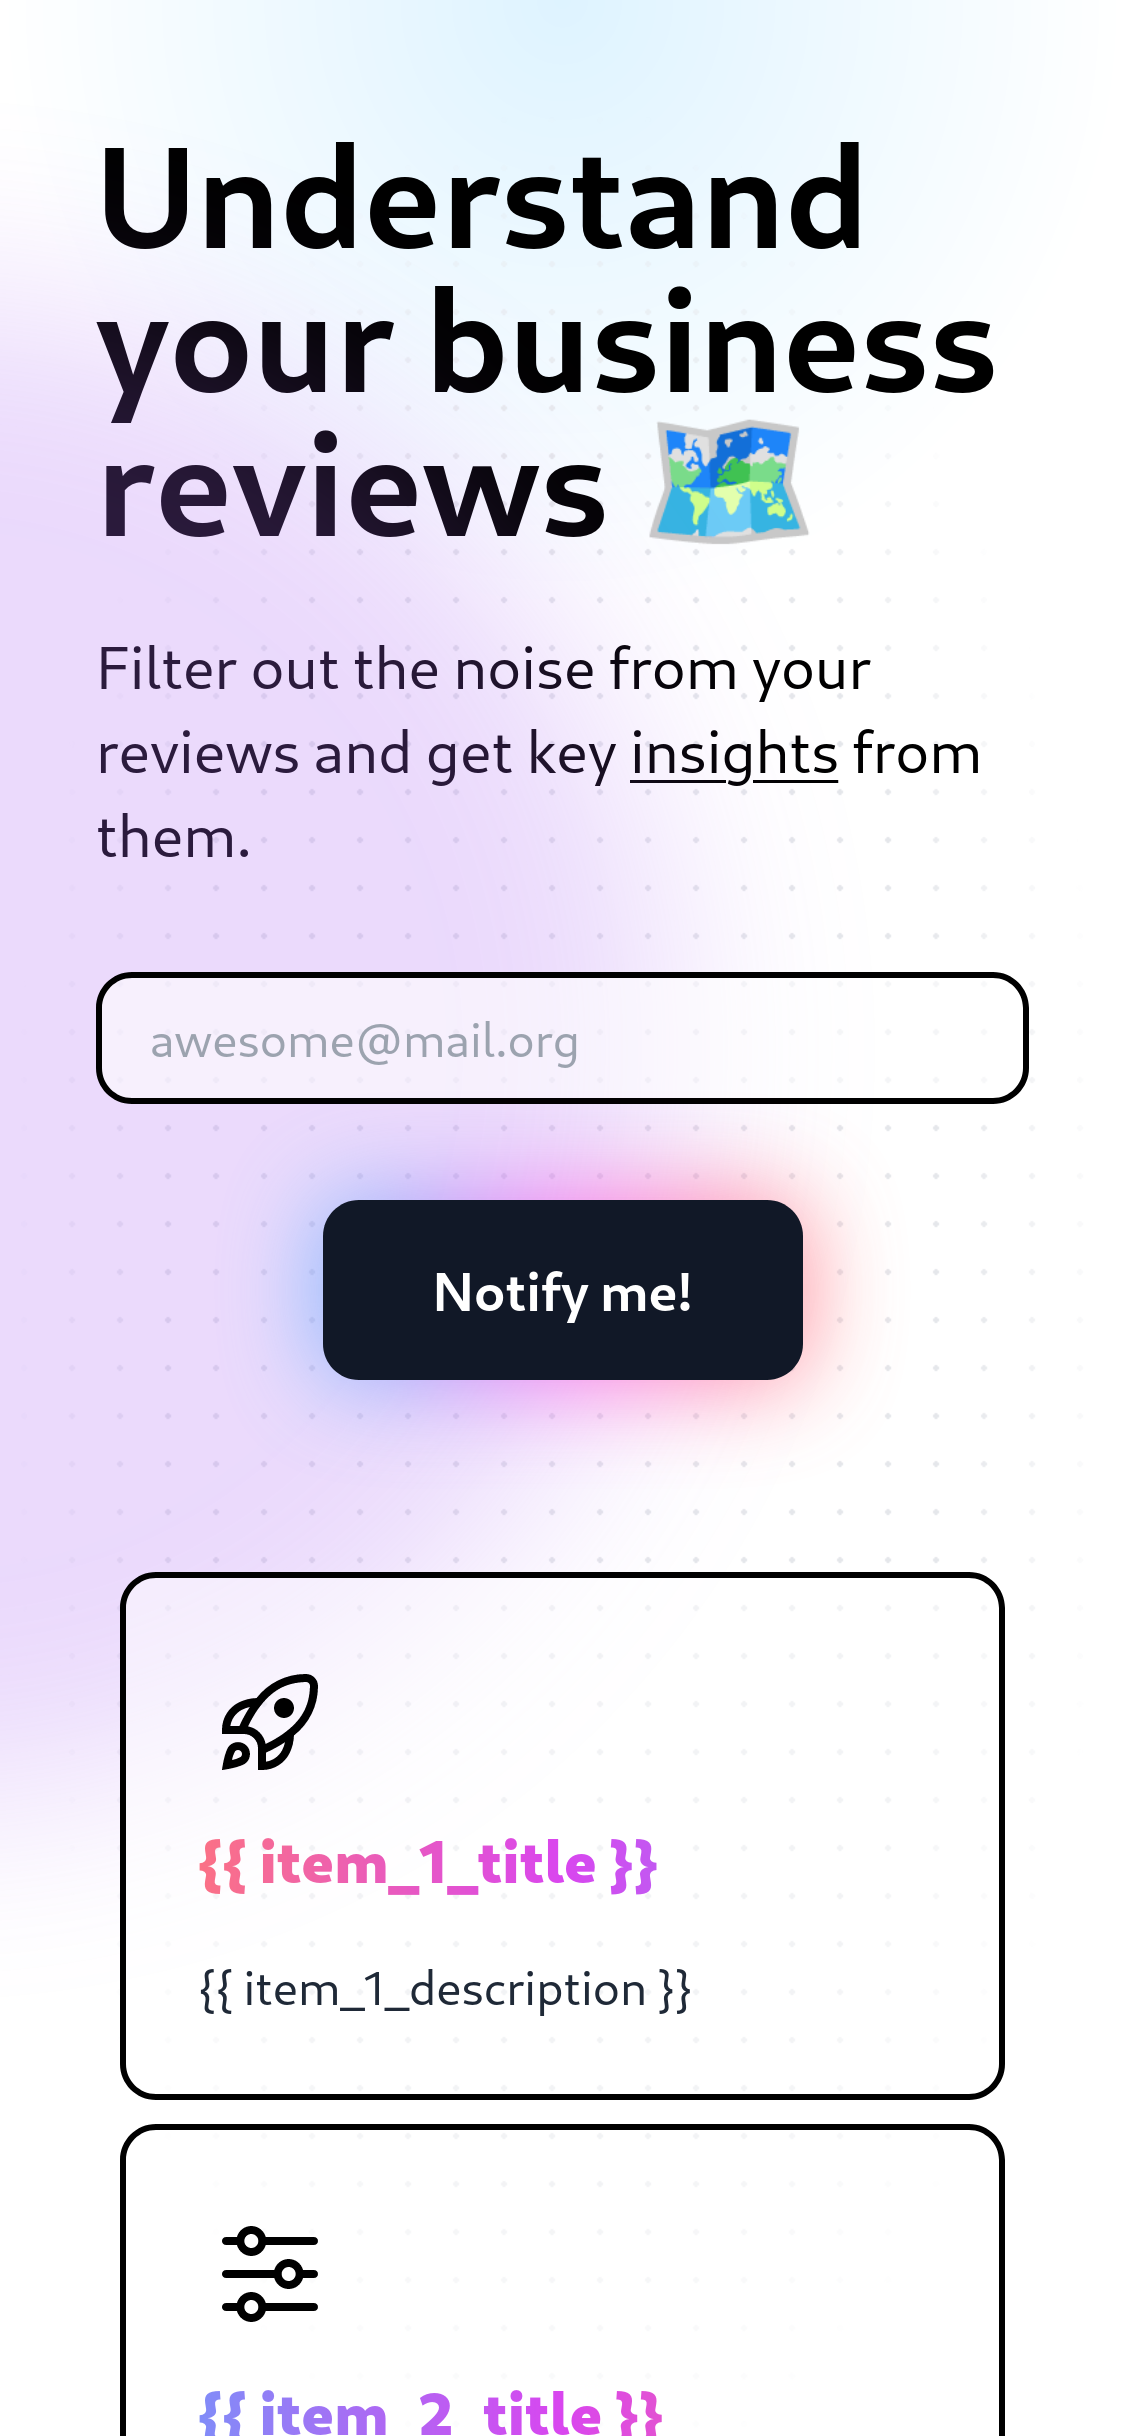 Understand
your business
reviews 🗺️
Filter out the noise from your
reviews and get key insights from
them.
awesome@mail.org
Notify me!
{{ item_1_title }}
{{ item_1_description }}
{{ item_2_title }}